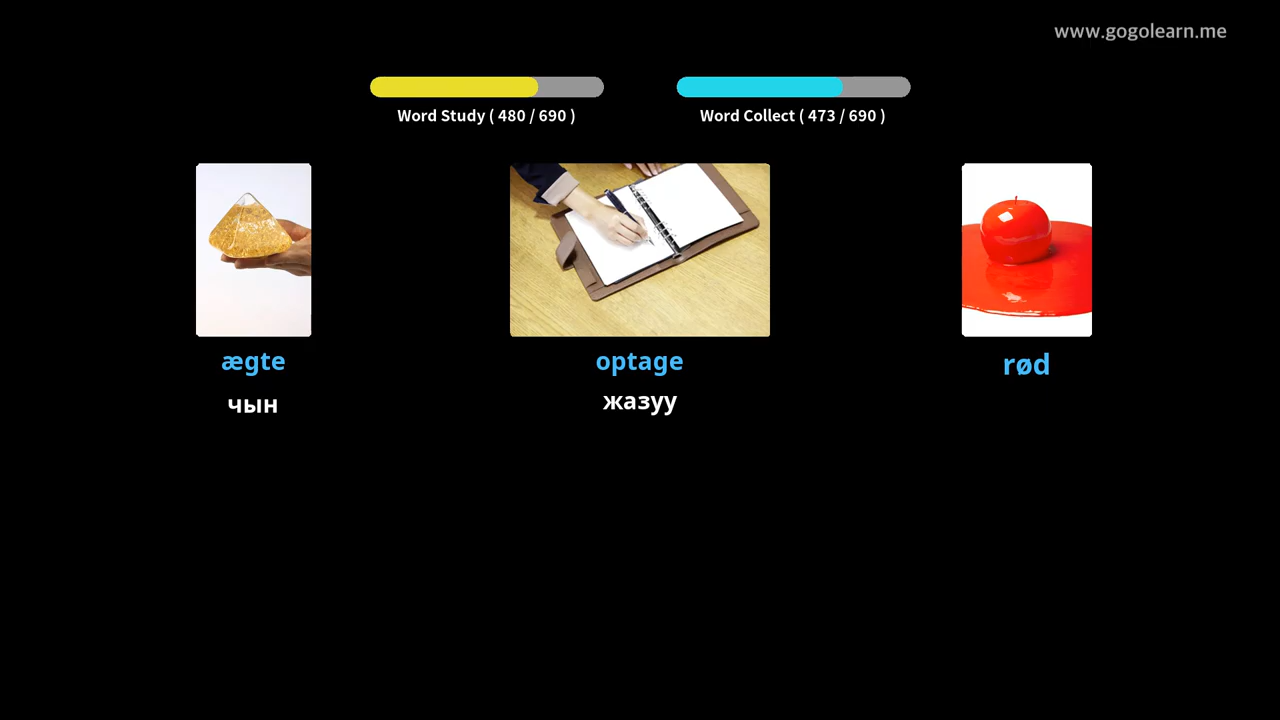 www.gogolearn.me
Word Study ( 480 / 690 )
Word Collect ( 473 / 690 )
ægte
чын
optage
жазуу
rød